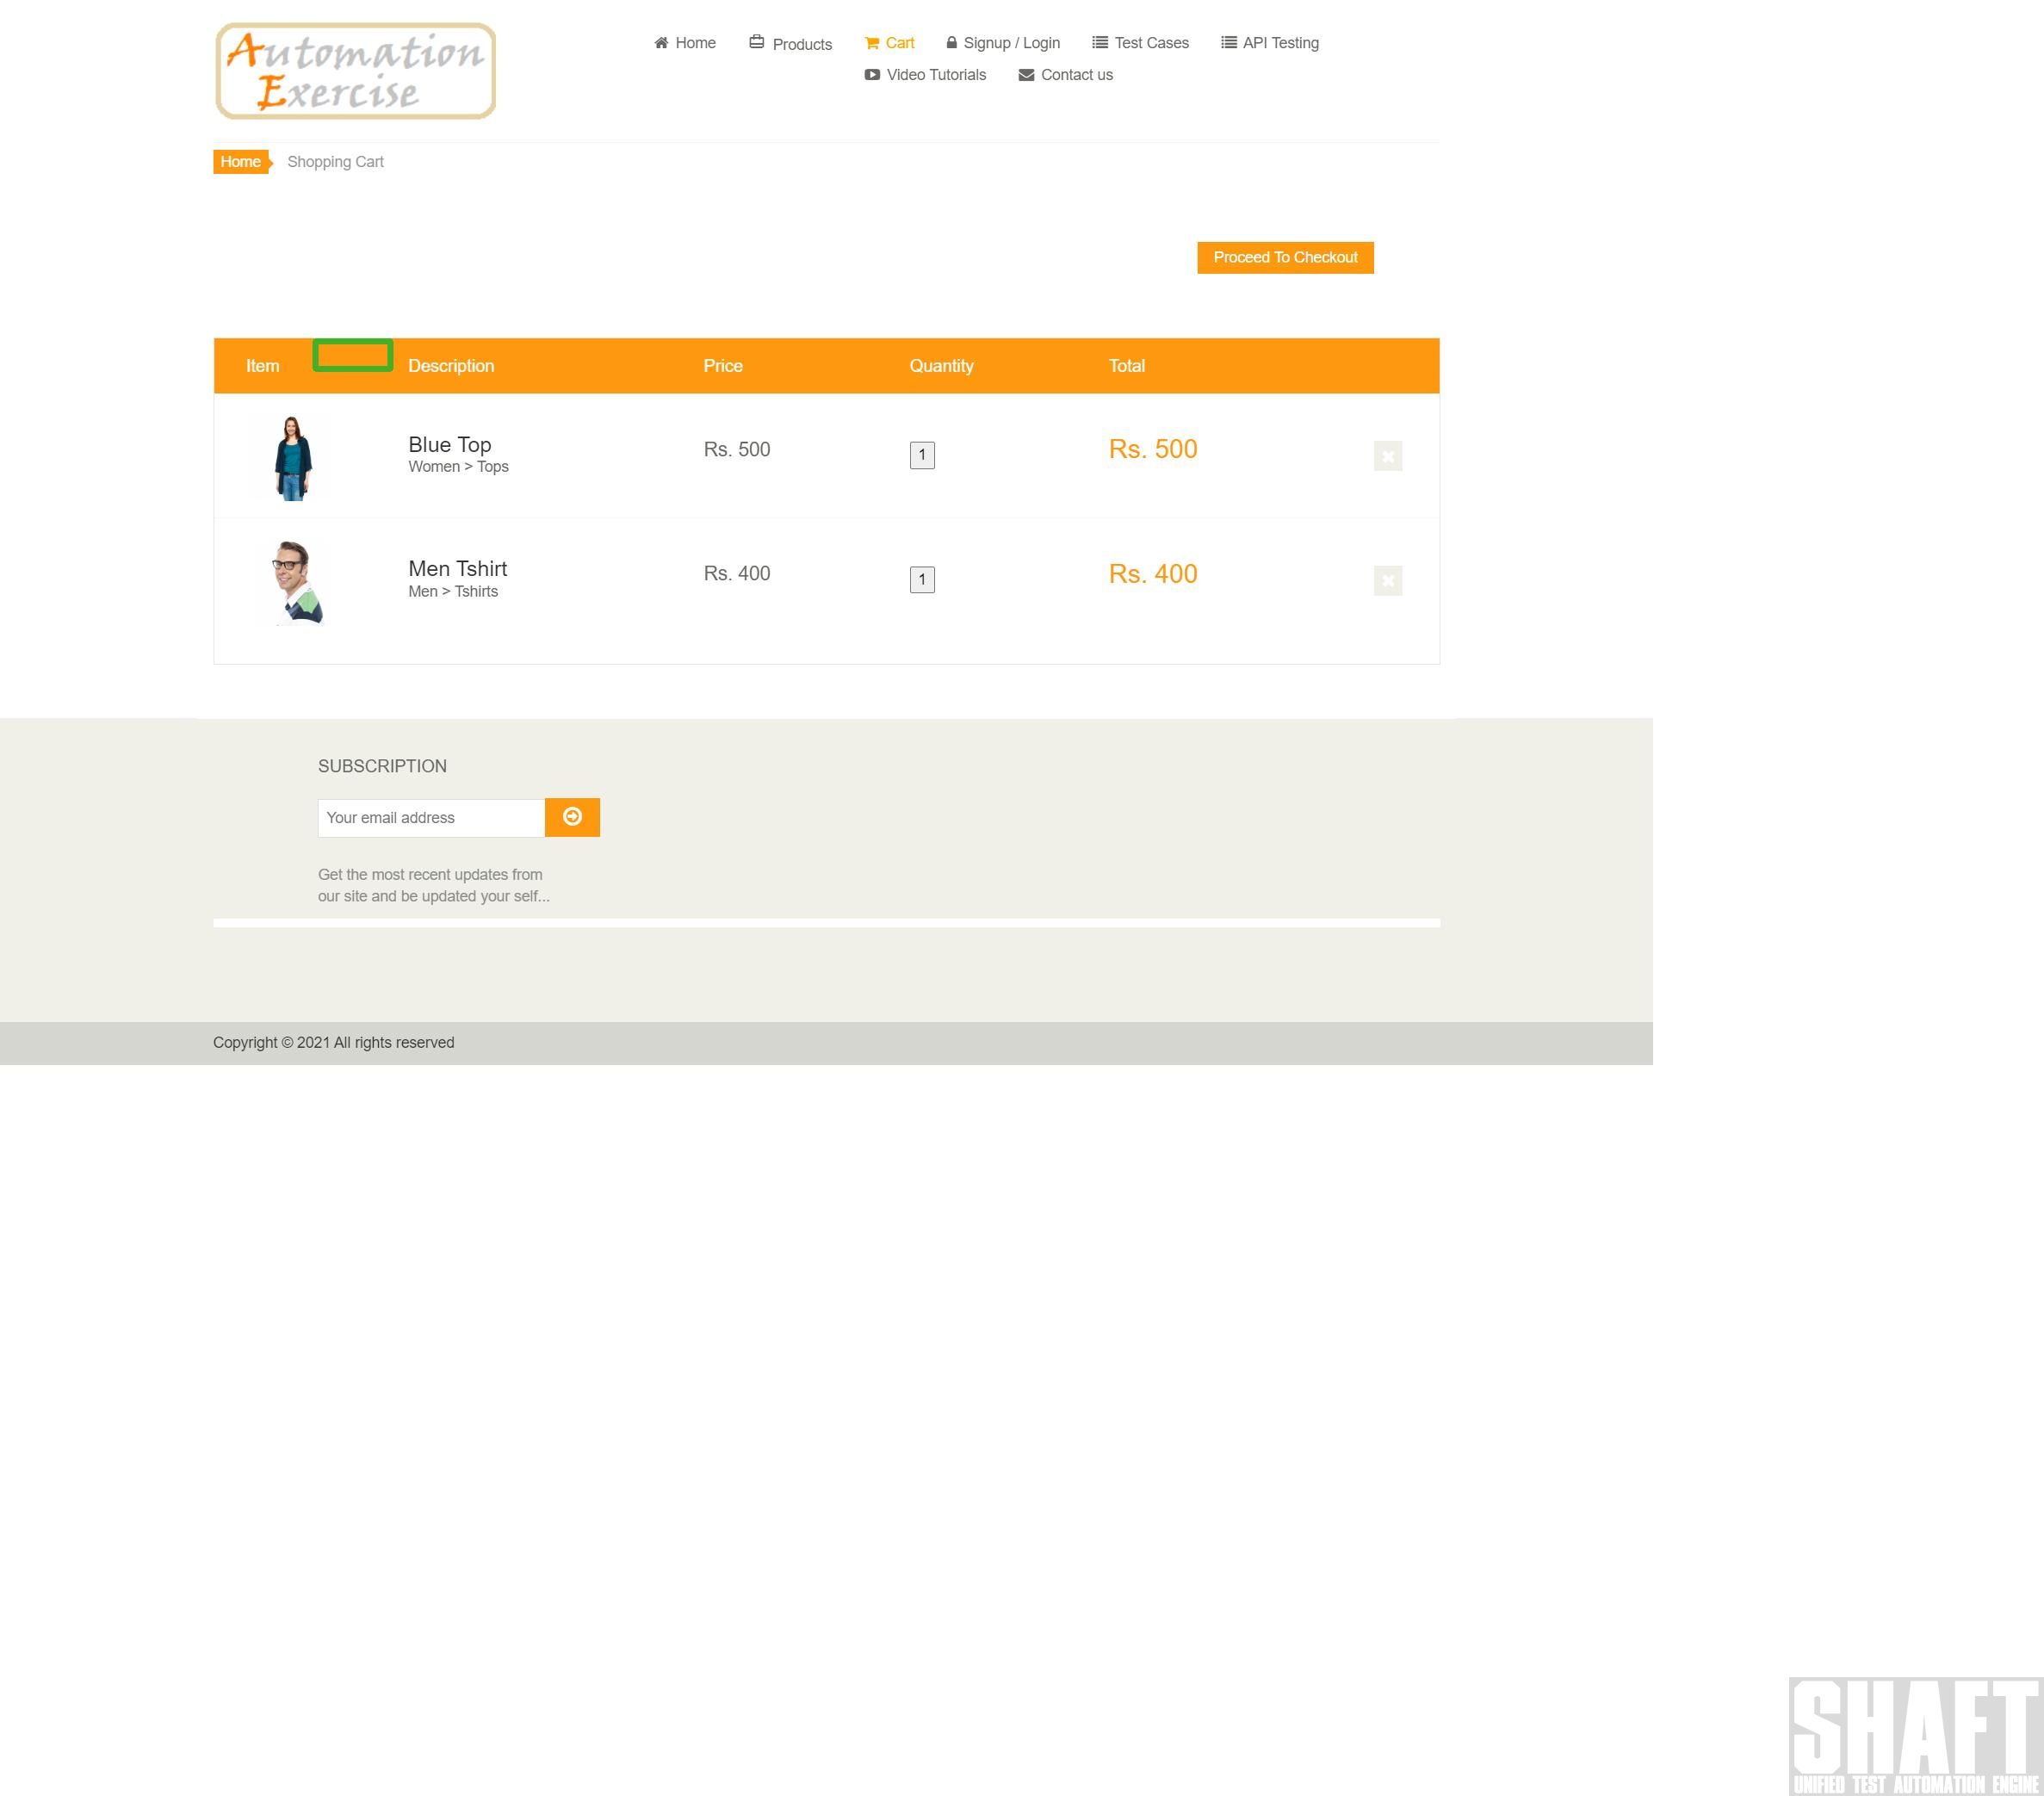 Automation
Exercise
Home Products Cart Signup / Login Test Cases API Testing
Video Tutorials Contact us
Home Shopping Cart
Proceed To Checkout
Item Description Price Quantity Total
Blue Top
Women > Tops
Rs. 500 1 Rs. 500
Men Tshirt
Men > Tshirts
Rs. 400 1 Rs. 400
SUBSCRIPTION
Your email address
Get the most recent updates from
our site and be updated your self...
Copyright © 2021 All rights reserved
SHAFT
UNIFIED TEST AUTOMATION ENGINE